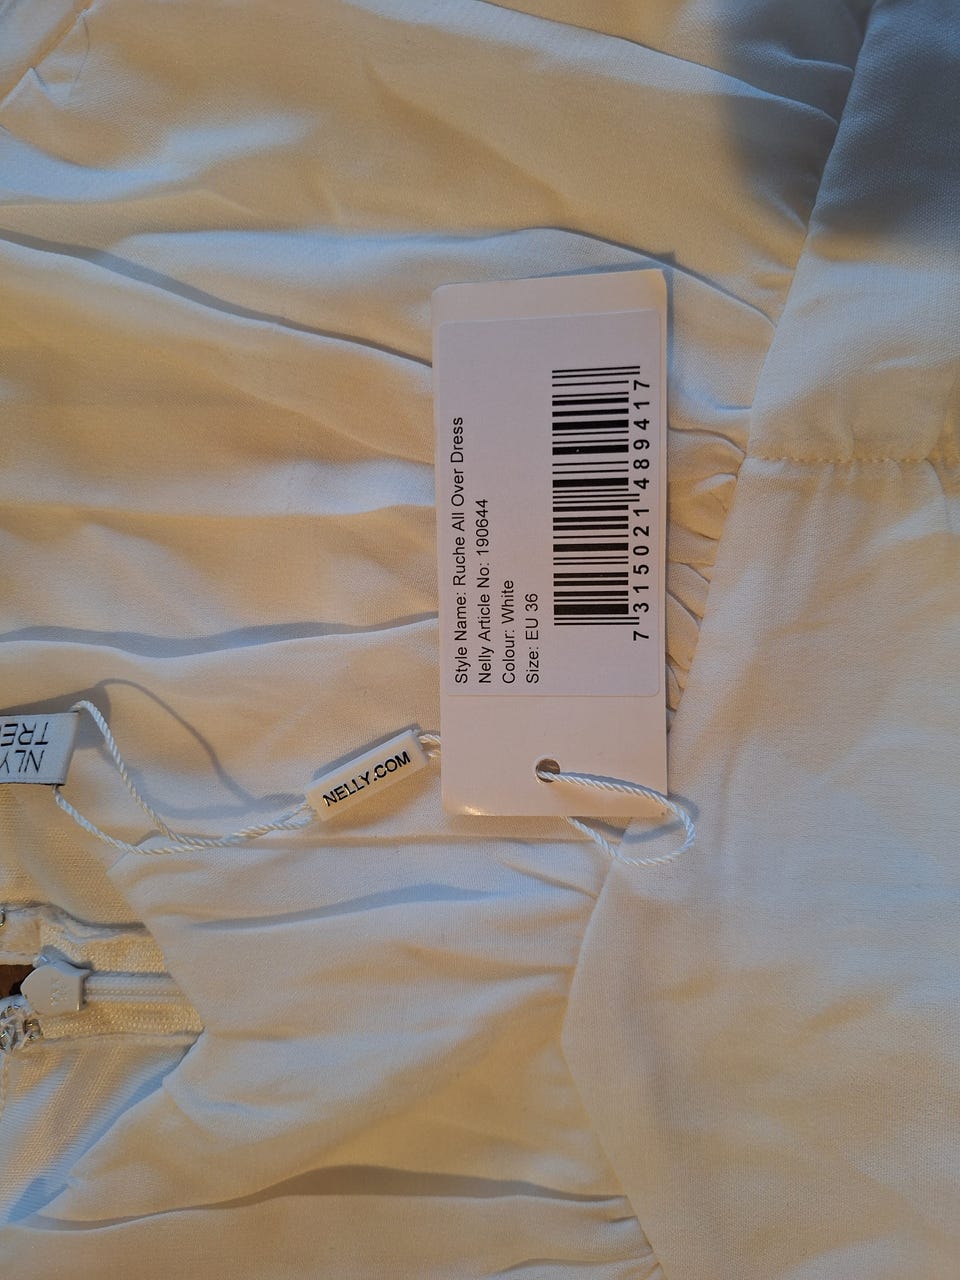 Style Name: Ruche All Over Dress
Nelly Article No: 190644
Colour: White
Size: EU 36
7 315021 489417
NELLY.COM
NLY